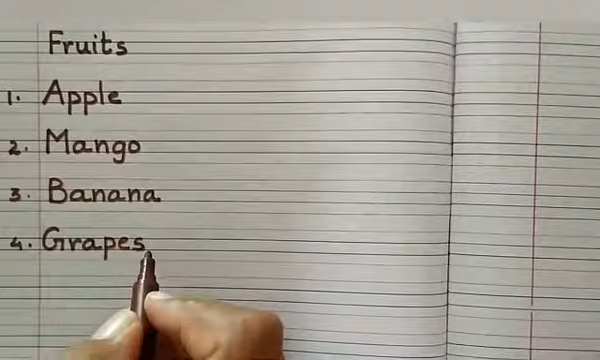 Fruits
1. Apple
2. Mango
3. Banana
4. Grapes